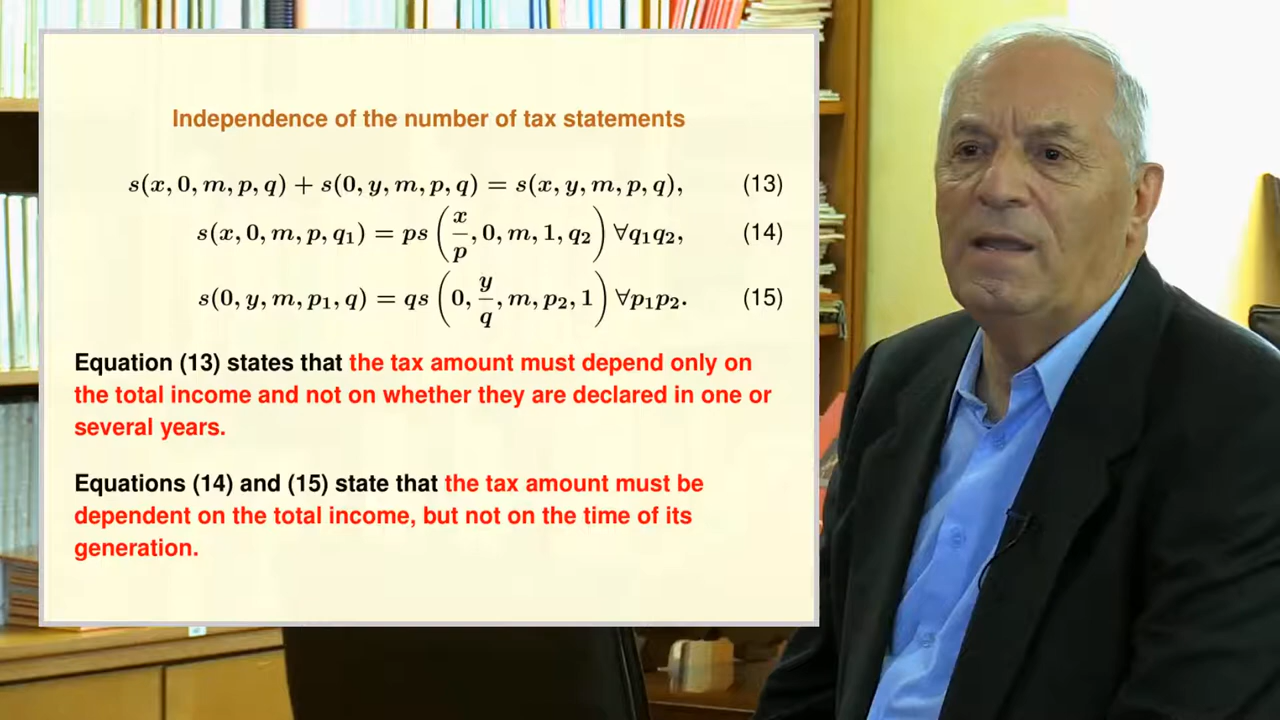 Independence of the number of tax statements
s(x, 0, m, p, q) + s(0, y, m, p, q) = s(x, y, m, p, q), (13)
s(x, 0, m, p, q₁) = ps (x/p, 0, m, 1, q₂) ∀q₁q₂, (14)
s(0, y, m, p₁, q) = qs (0, y/q, m, p₂, 1) ∀p₁p₂. (15)
Equation (13) states that the tax amount must depend only on
the total income and not on whether they are declared in one or
several years.
Equations (14) and (15) state that the tax amount must be
dependent on the total income, but not on the time of its
generation.